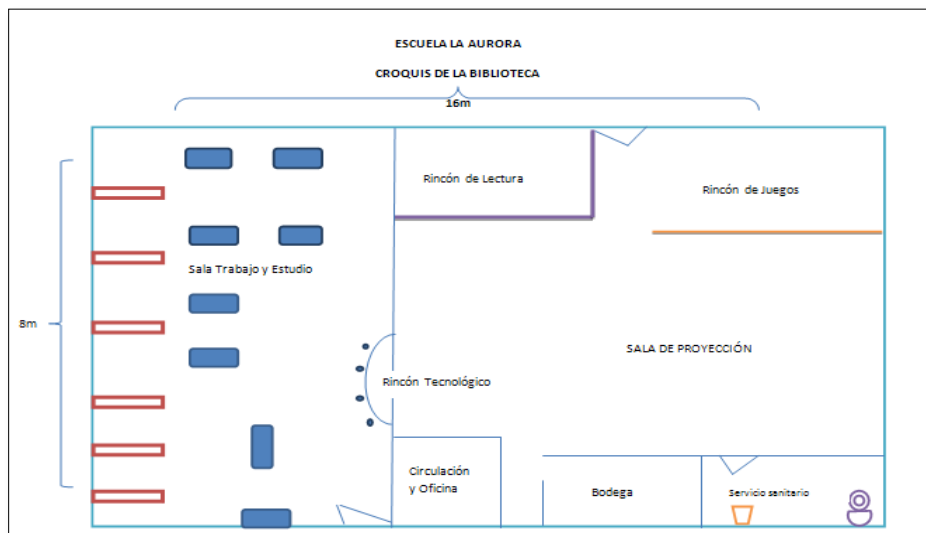 ESCUELA LA AURORA
CROQUIS DE LA BIBLIOTECA
16m
Rincón de Lectura
Rincón de Juegos
Sala Trabajo y Estudio
8m
SALA DE PROYECCIÓN
Rincón Tecnológico
Circulación
y Oficina
Bodega
Servicio sanitario